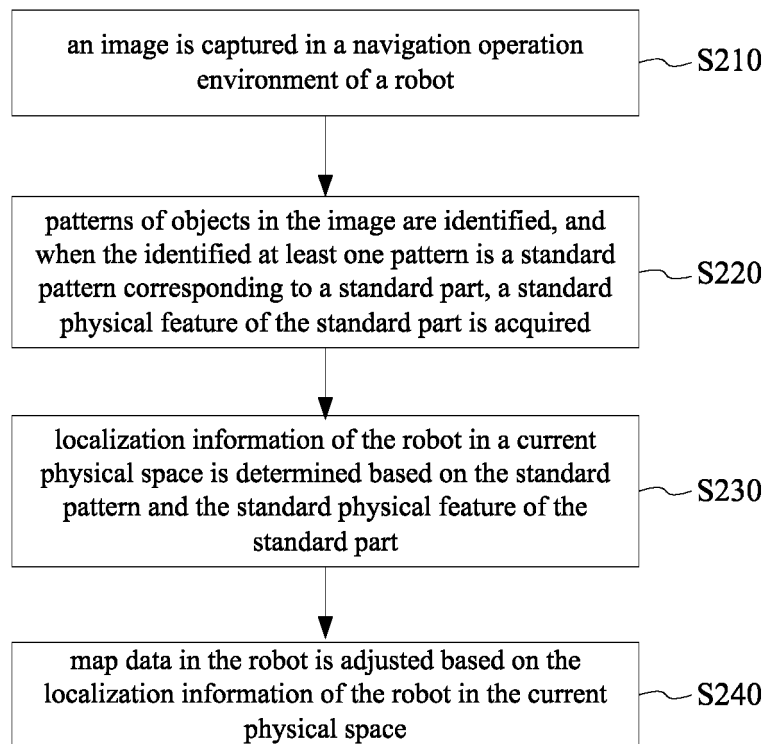 an image is captured in a navigation operation
environment of a robot
S210
patterns of objects in the image are identified, and
when the identified at least one pattern is a standard
pattern corresponding to a standard part, a standard
physical feature of the standard part is acquired
S220
localization information of the robot in a current
physical space is determined based on the standard
pattern and the standard physical feature of the
standard part
S230
map data in the robot is adjusted based on the
localization information of the robot in the current
physical space
S240